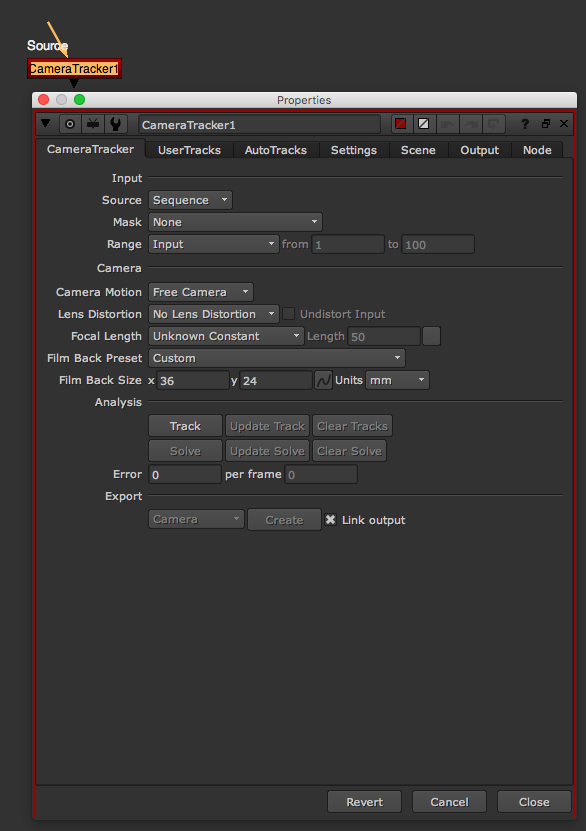 Source
CameraTracker1
Properties
CameraTracker1 ?
CameraTracker UserTracks AutoTracks Settings Scene Output Node
Input
Source Sequence
Mask None
Range Input from 1 to 100
Camera
Camera Motion Free Camera
Lens Distortion No Lens Distortion Undistort Input
Focal Length Unknown Constant Length 50
Film Back Preset Custom
Film Back Size x 36 y 24 Units mm
Analysis
Track Update Track Clear Tracks
Solve Update Solve Clear Solve
Error 0 per frame 0
Export
Camera Create Link output
Revert Cancel Close